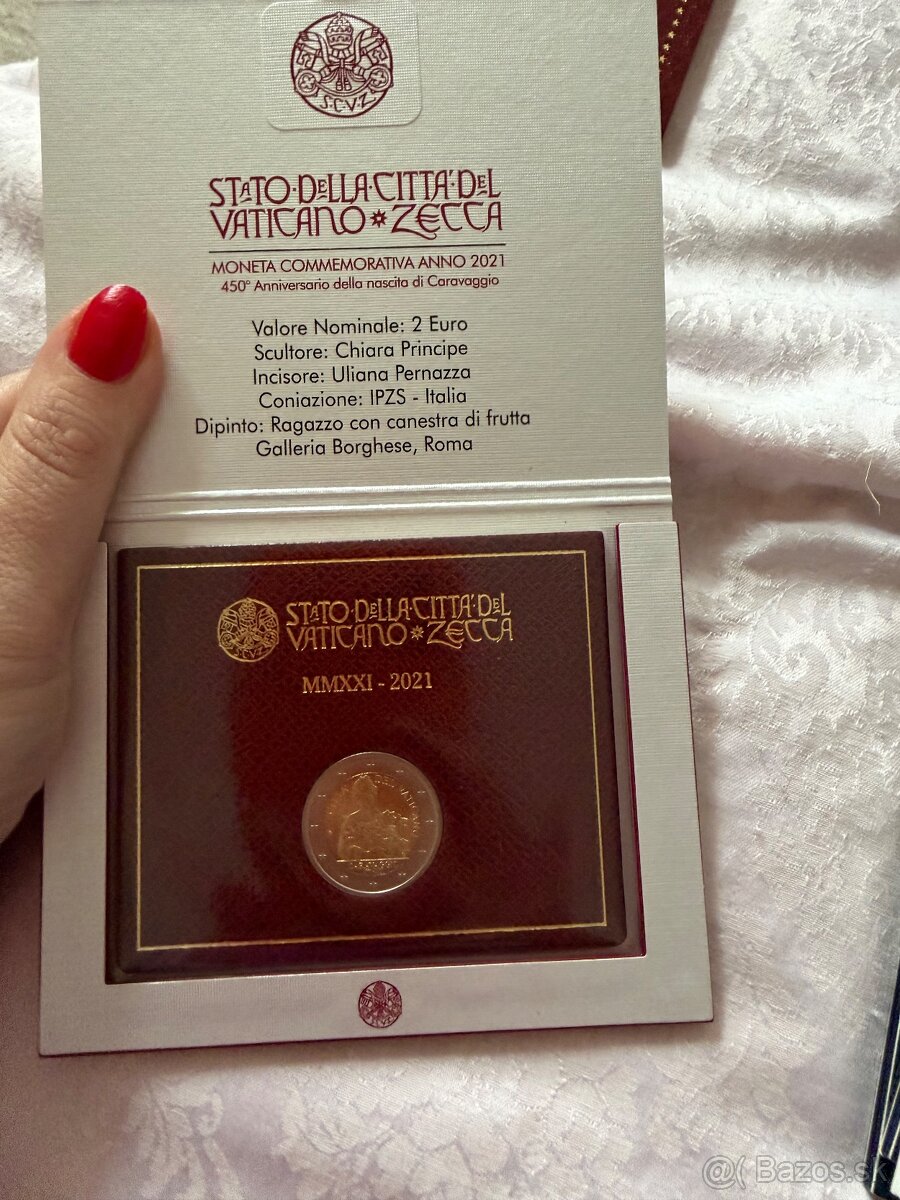 S.C.V.Z.
STATO·DELLA·CITTÀ·DEL
VATICANO ZECCA
MONETA COMMEMORATIVA ANNO 2021
450° Anniversario della nascita di Caravaggio
Valore Nominale: 2 Euro
Scultore: Chiara Principe
Incisore: Uliana Pernazza
Coniazione: IPZS - Italia
Dipinto: Ragazzo con canestra di frutta
Galleria Borghese, Roma
S.C.V.Z.
STATO·DELLA·CITTÀ·DEL
VATICANO ZECCA
MMXXI - 2021
@( Bazos.sk